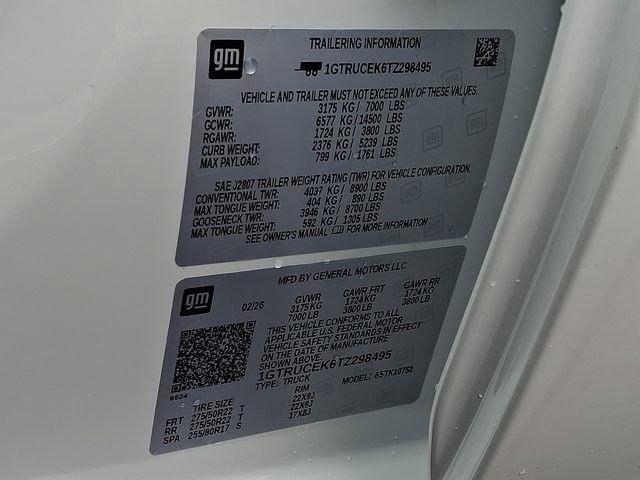 gm
TRAILERING INFORMATION
1GTRUCEK6TZ298495
VEHICLE AND TRAILER MUST NOT EXCEED ANY OF THESE VALUES.
GVWR: 3175 KG/ 7000 LBS
GCWR: 6577 KG/ 14500 LBS
RGAWR: 1724 KG/ 3800 LBS
CURB WEIGHT: 2376 KG/ 5239 LBS
MAX PAYLOAD: 799 KG/ 1761 LBS
SAE J2807 TRAILER WEIGHT RATING (TWR) FOR VEHICLE CONFIGURATION.
CONVENTIONAL TWR: 4037 KG/ 8900 LBS
MAX TONGUE WEIGHT: 404 KG/ 890 LBS
GOOSENECK TWR: 3946 KG/ 8700 LBS
MAX TONGUE WEIGHT: 592 KG/ 1305 LBS
SEE OWNER'S MANUAL FOR MORE INFORMATION
gm
MFD BY GENERAL MOTORS LLC
02/26 GVWR GAWR FRT GAWR RR
3175KG 1724KG 1724KG
7000LB 3800LB 3800LB
THIS VEHICLE CONFORMS TO ALL
APPLICABLE U.S. FEDERAL MOTOR
VEHICLE SAFETY STANDARDS IN EFFECT
ON THE DATE OF MANUFACTURE
SHOWN ABOVE.
1GTRUCEK6TZ298495
TYPE: TRUCK MODEL: 65TK10753
8624
TIRE SIZE RIM
FRT 275/50R22 T 22X9J
RR 275/50R22 T 22X9J
SPA 255/80R17 S 17X8J